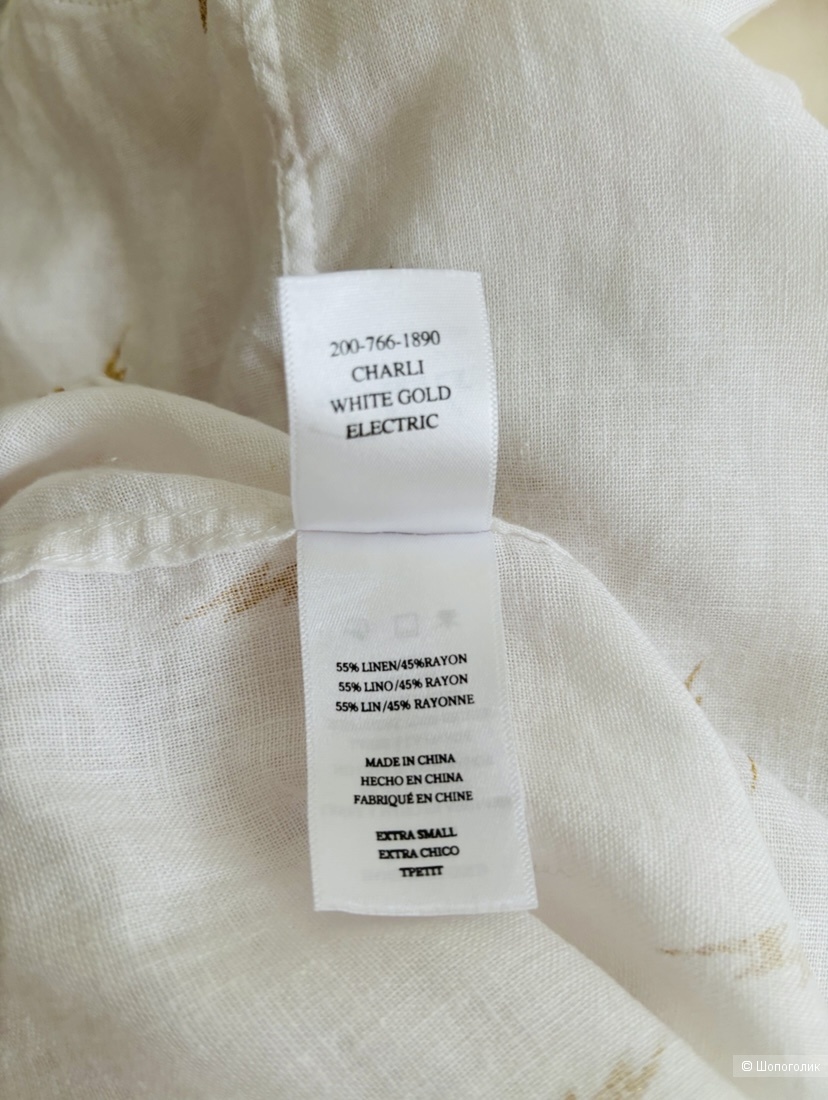 200-766-1890
CHARLI
WHITE GOLD
ELECTRIC
55% LINEN/45%RAYON
55% LINO/45% RAYON
55% LIN/45% RAYONNE
MADE IN CHINA
HECHO EN CHINA
FABRIQUÉ EN CHINE
EXTRA SMALL
EXTRA CHICO
TPETIT
© Шопоголик